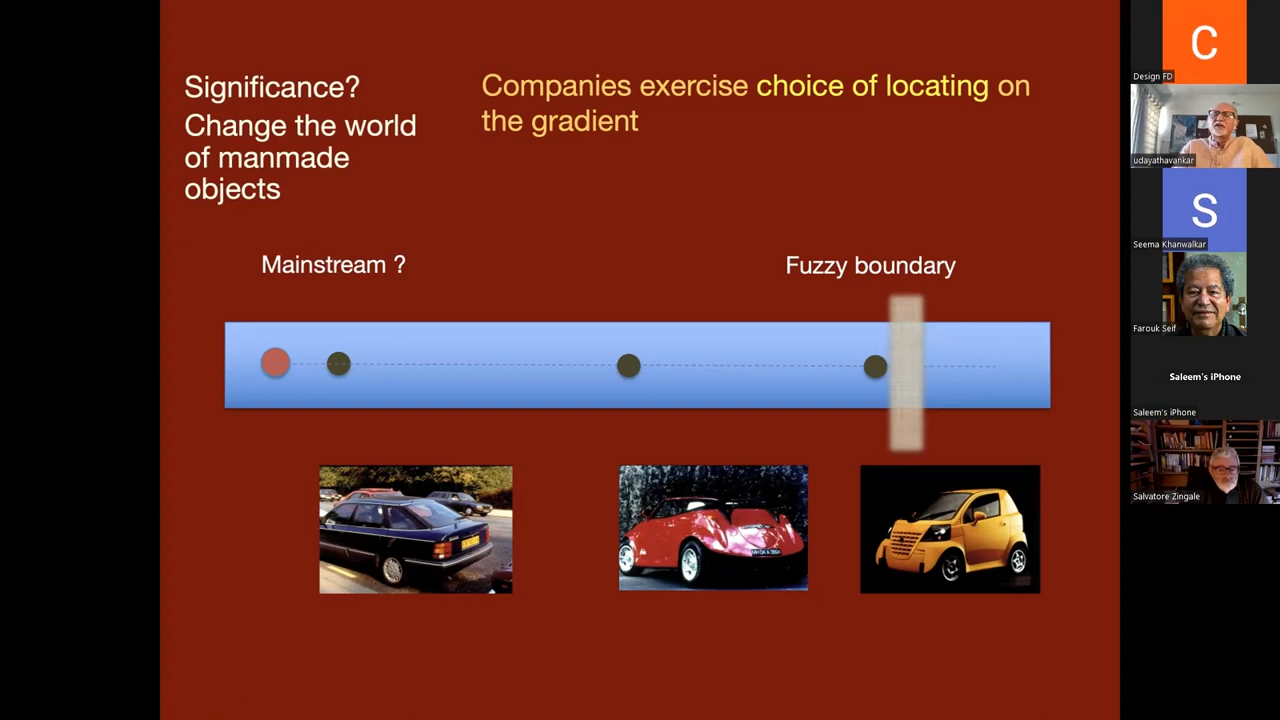 Significance?
Change the world
of manmade
objects
Companies exercise choice of locating on
the gradient
Mainstream ?
Fuzzy boundary
C
Design FD
udayathavankar
S
Seema Khanwalkar
Farouk Seif
Saleem's iPhone
Saleem's iPhone
Salvatore Zingale